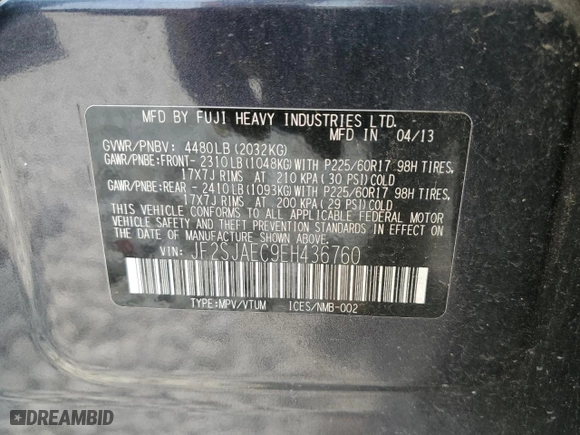 MFD BY FUJI HEAVY INDUSTRIES LTD.
MFD IN 04/13
GVWR/PNBV: 4480LB(2032KG)
GAWR/PNBE:FRONT-2310LB(1048KG)WITH P225/60R17 98H TIRES,
17X7J RIMS AT 210 KPA(30 PSI)COLD
GAWR/PNBE:REAR -2410LB(1093KG)WITH P225/60R17 98H TIRES,
17X7J RIMS AT 200 KPA(29 PSI)COLD
THIS VEHICLE CONFORMS TO ALL APPLICABLE FEDERAL MOTOR
VEHICLE SAFETY AND THEFT PREVENTION STANDARDS IN EFFECT
ON THE DATE OF MANUFACTURE SHOWN ABOVE.
VIN: JF2SJAEC9EH436760
TYPE:MPV/VTUM ICES/NMB-002
DREAMBID